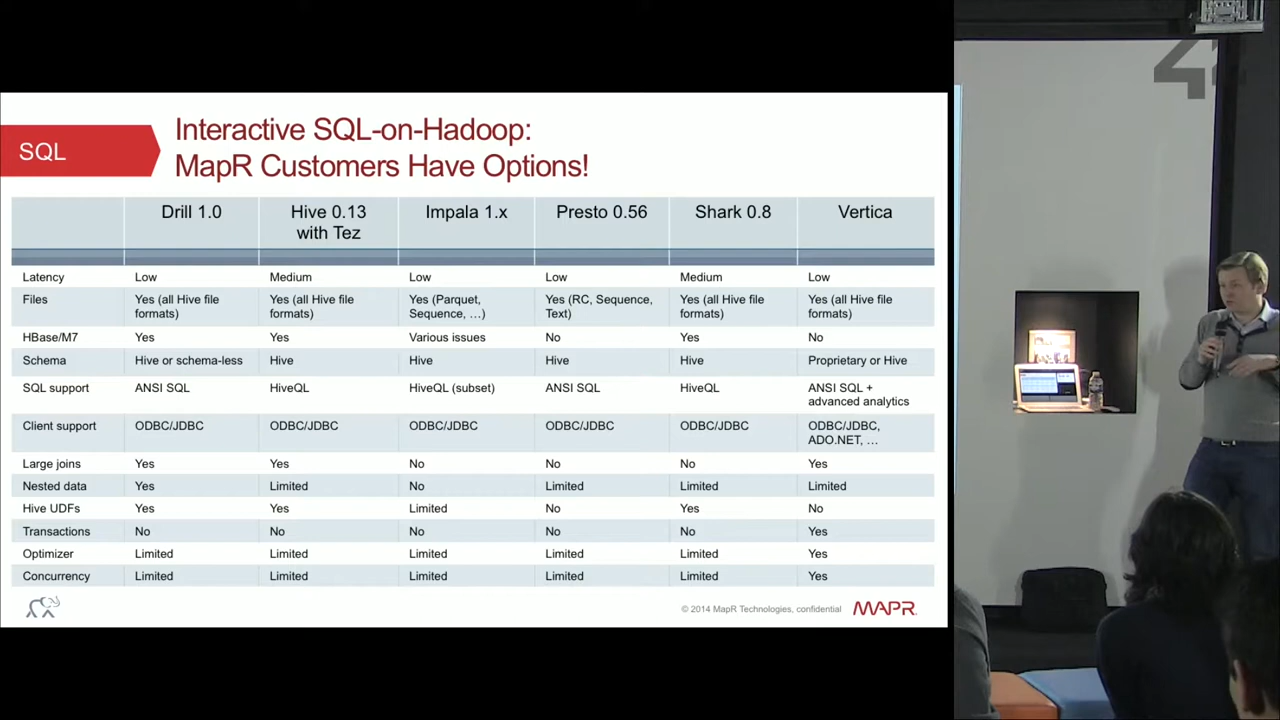 SQL
Interactive SQL-on-Hadoop:
MapR Customers Have Options!
Drill 1.0 Hive 0.13 with Tez Impala 1.x Presto 0.56 Shark 0.8 Vertica
Latency Low Medium Low Low Medium Low
Files Yes (all Hive file formats) Yes (all Hive file formats) Yes (Parquet, Sequence, …) Yes (RC, Sequence, Text) Yes (all Hive file formats) Yes (all Hive file formats)
HBase/M7 Yes Yes Various issues No Yes No
Schema Hive or schema-less Hive Hive Hive Hive Proprietary or Hive
SQL support ANSI SQL HiveQL HiveQL (subset) ANSI SQL HiveQL ANSI SQL + advanced analytics
Client support ODBC/JDBC ODBC/JDBC ODBC/JDBC ODBC/JDBC ODBC/JDBC ODBC/JDBC, ADO.NET, …
Large joins Yes Yes No No No Yes
Nested data Yes Limited No Limited Limited Limited
Hive UDFs Yes Yes Limited No Yes No
Transactions No No No No No Yes
Optimizer Limited Limited Limited Limited Limited Yes
Concurrency Limited Limited Limited Limited Limited Yes
© 2014 MapR Technologies, confidential MAPR